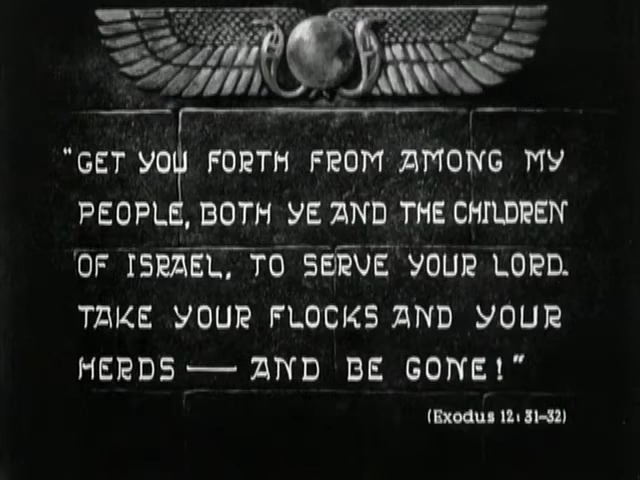 "GET YOU FORTH FROM AMONG MY
PEOPLE, BOTH YE AND THE CHILDREN
OF ISRAEL, TO SERVE YOUR LORD.
TAKE YOUR FLOCKS AND YOUR
HERDS — AND BE GONE!"
(Exodus 12:31-32)